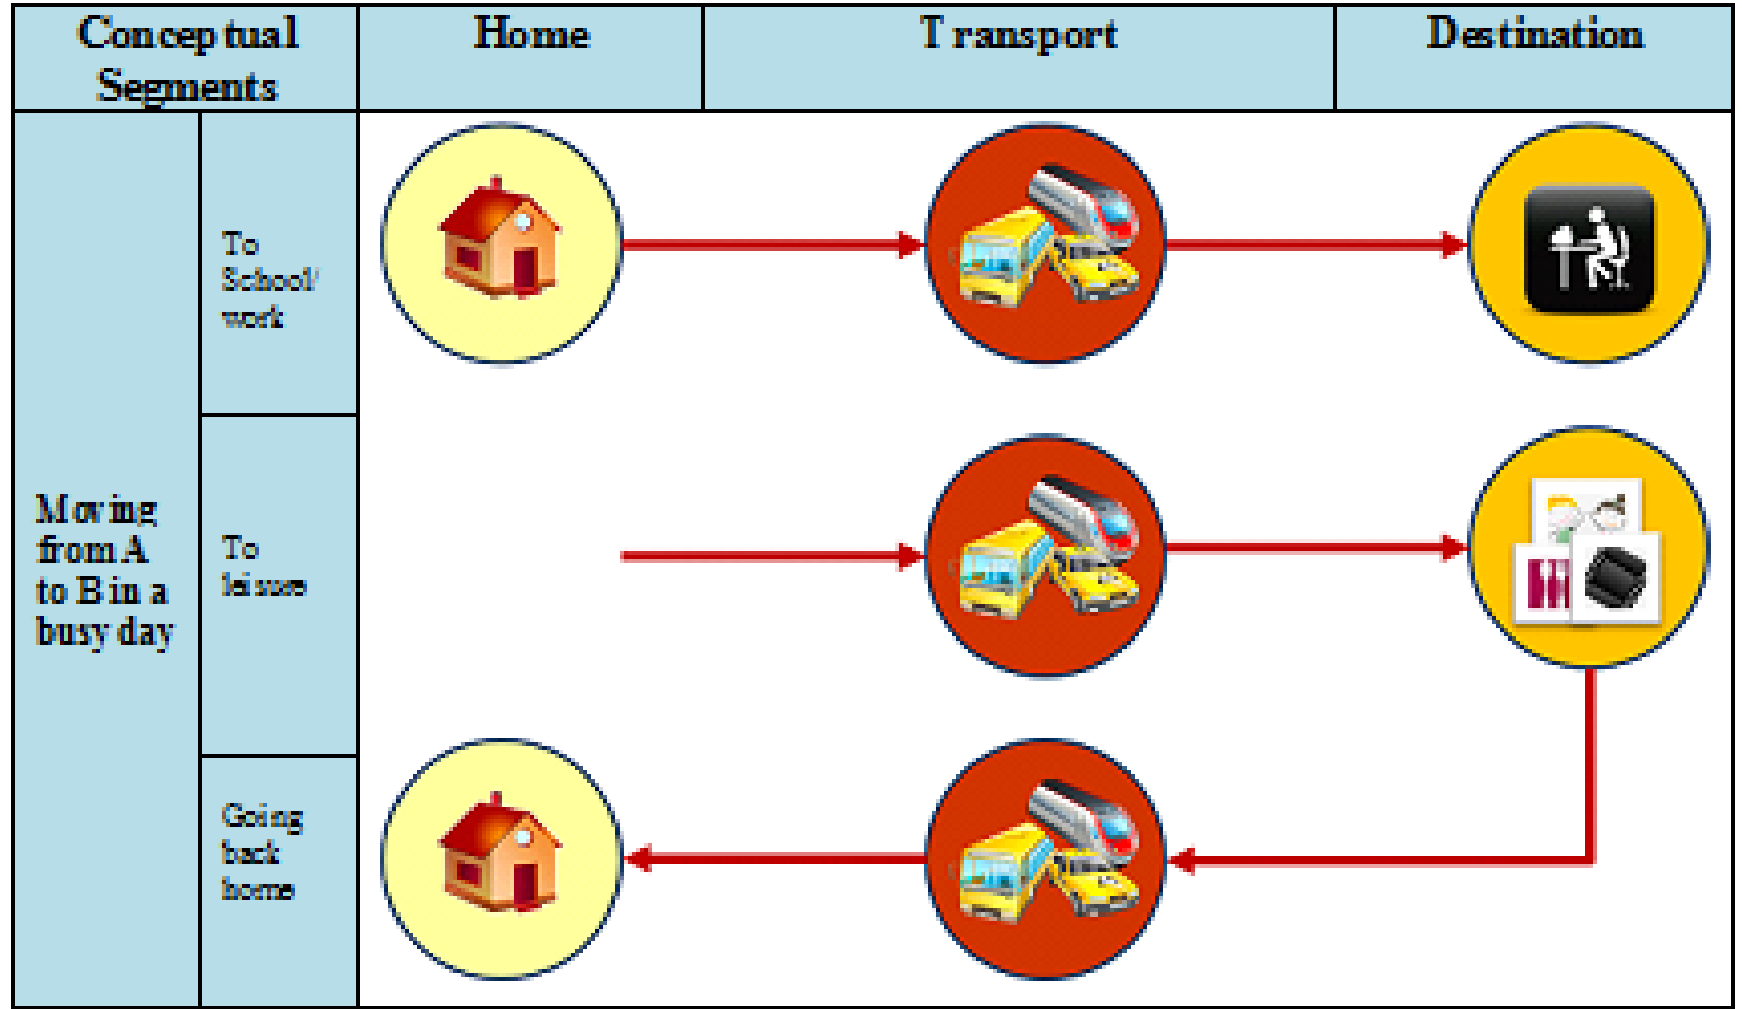 Conceptual
Segments
Home
Transport
Destination
To
School/
work
Moving
from A
to B in a
busy day
To
leisure
Going
back
home